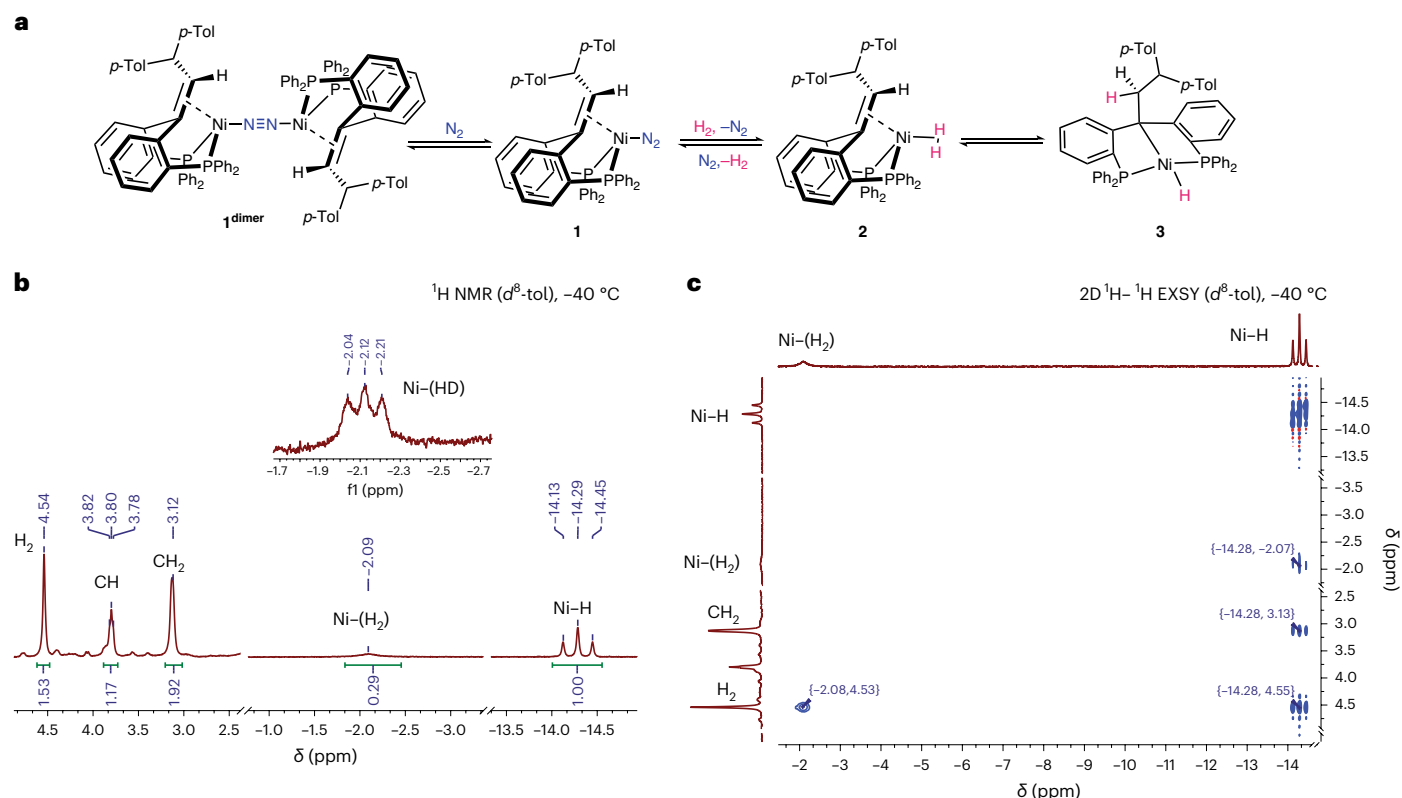 a
p-Tol
p-Tol
H
Ph2P
Ph2
P
Ni
N≡N
Ni
P
Ph2
PPh2
H
p-Tol
p-Tol
1dimer
N2
p-Tol
p-Tol
H
Ni
N2
P
Ph2
PPh2
1
H2, –N2
N2,–H2
p-Tol
p-Tol
H
Ni
H
H
P
Ph2
PPh2
2
p-Tol
H
p-Tol
H
Ni
Ph2P
PPh2
H
3
b
1H NMR (d8-tol), –40 °C
–2.04
–2.12
–2.21
Ni–(HD)
–1.7 –1.9 –2.1 –2.3 –2.5 –2.7
f1 (ppm)
4.54
3.82
3.80
3.78
3.12
–2.09
–14.13
–14.29
–14.45
H2
CH
CH2
Ni–(H2)
Ni–H
1.53
1.17
1.92
0.29
1.00
4.5 4.0 3.5 3.0 2.5 –1.0 –1.5 –2.0 –2.5 –3.0 –13.5 –14.0 –14.5
δ (ppm)
c
2D 1H– 1H EXSY (d8-tol), –40 °C
Ni–(H2)
Ni–H
Ni–H
–14.5
–14.0
–13.5
–3.5
–3.0
–2.5
–2.0
Ni–(H2)
{–14.28, –2.07}
2.5
CH2
{–14.28, 3.13}
3.0
3.5
4.0
H2
{–2.08,4.53}
{–14.28, 4.55}
4.5
δ (ppm)
–2 –3 –4 –5 –6 –7 –8 –9 –10 –11 –12 –13 –14
δ (ppm)